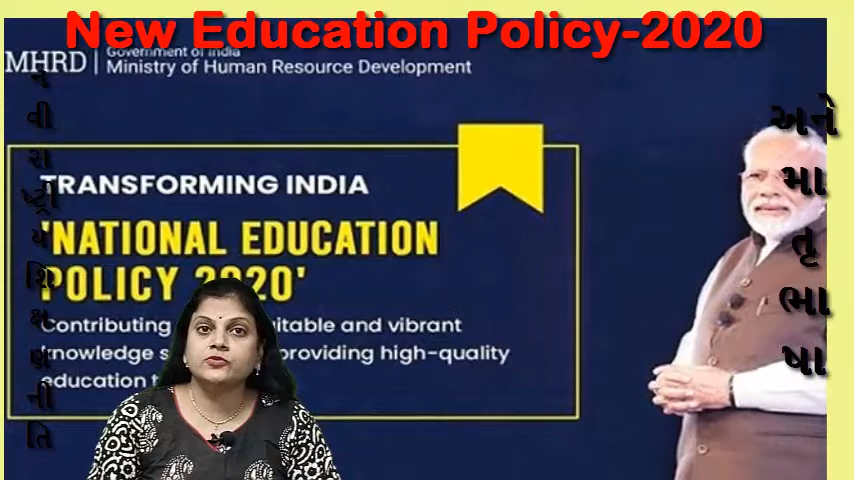 New Education Policy-2020
MHRD
Government of India
Ministry of Human Resource Development
TRANSFORMING INDIA
'NATIONAL EDUCATION
POLICY 2020'
Contributing
and vibrant
knowledge
providing high-quality
education
નવી રાષ્ટ્રીય શિક્ષણ નીતિ
અને
મા
તૃ
ભા
ષા